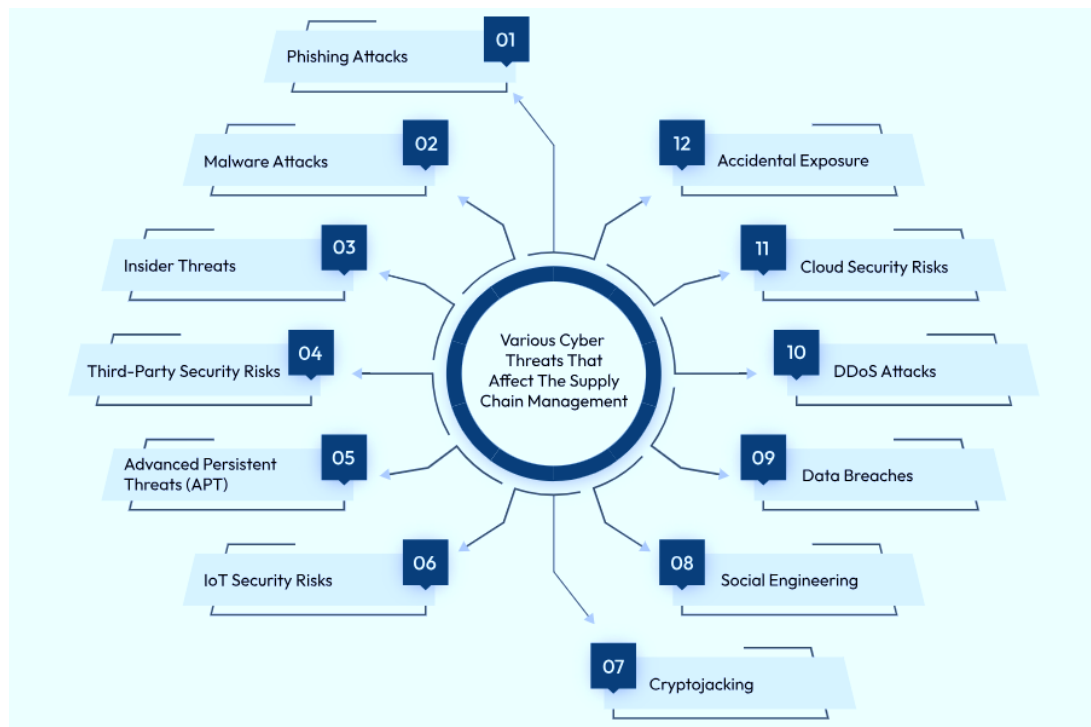 Various Cyber
Threats That
Affect The Supply
Chain Management
01
Phishing Attacks
02
Malware Attacks
03
Insider Threats
04
Third-Party Security Risks
05
Advanced Persistent
Threats (APT)
06
IoT Security Risks
07
Cryptojacking
08
Social Engineering
09
Data Breaches
10
DDoS Attacks
11
Cloud Security Risks
12
Accidental Exposure